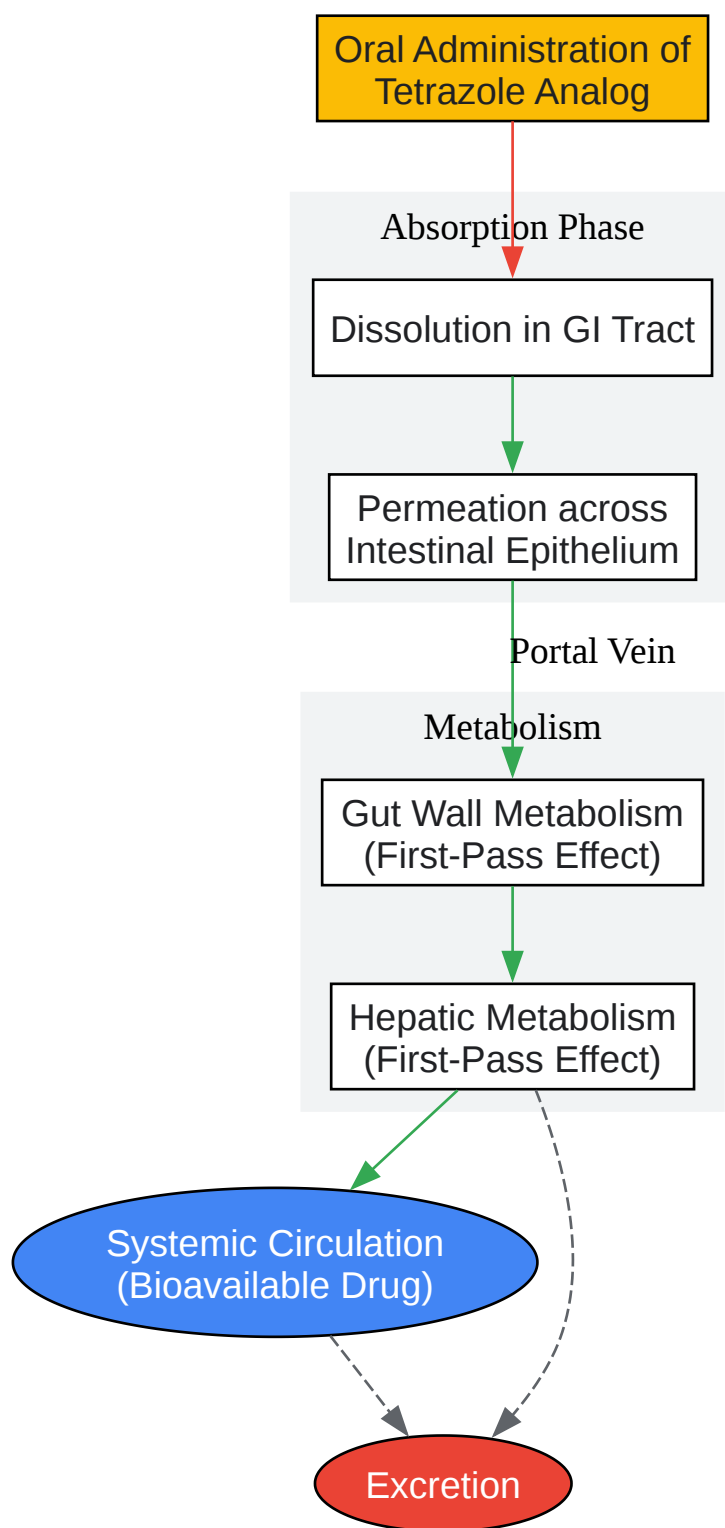 Oral Administration of
Tetrazole Analog
Absorption Phase
Dissolution in GI Tract
Permeation across
Intestinal Epithelium
Portal Vein
Metabolism
Gut Wall Metabolism
(First-Pass Effect)
Hepatic Metabolism
(First-Pass Effect)
Systemic Circulation
(Bioavailable Drug)
Excretion